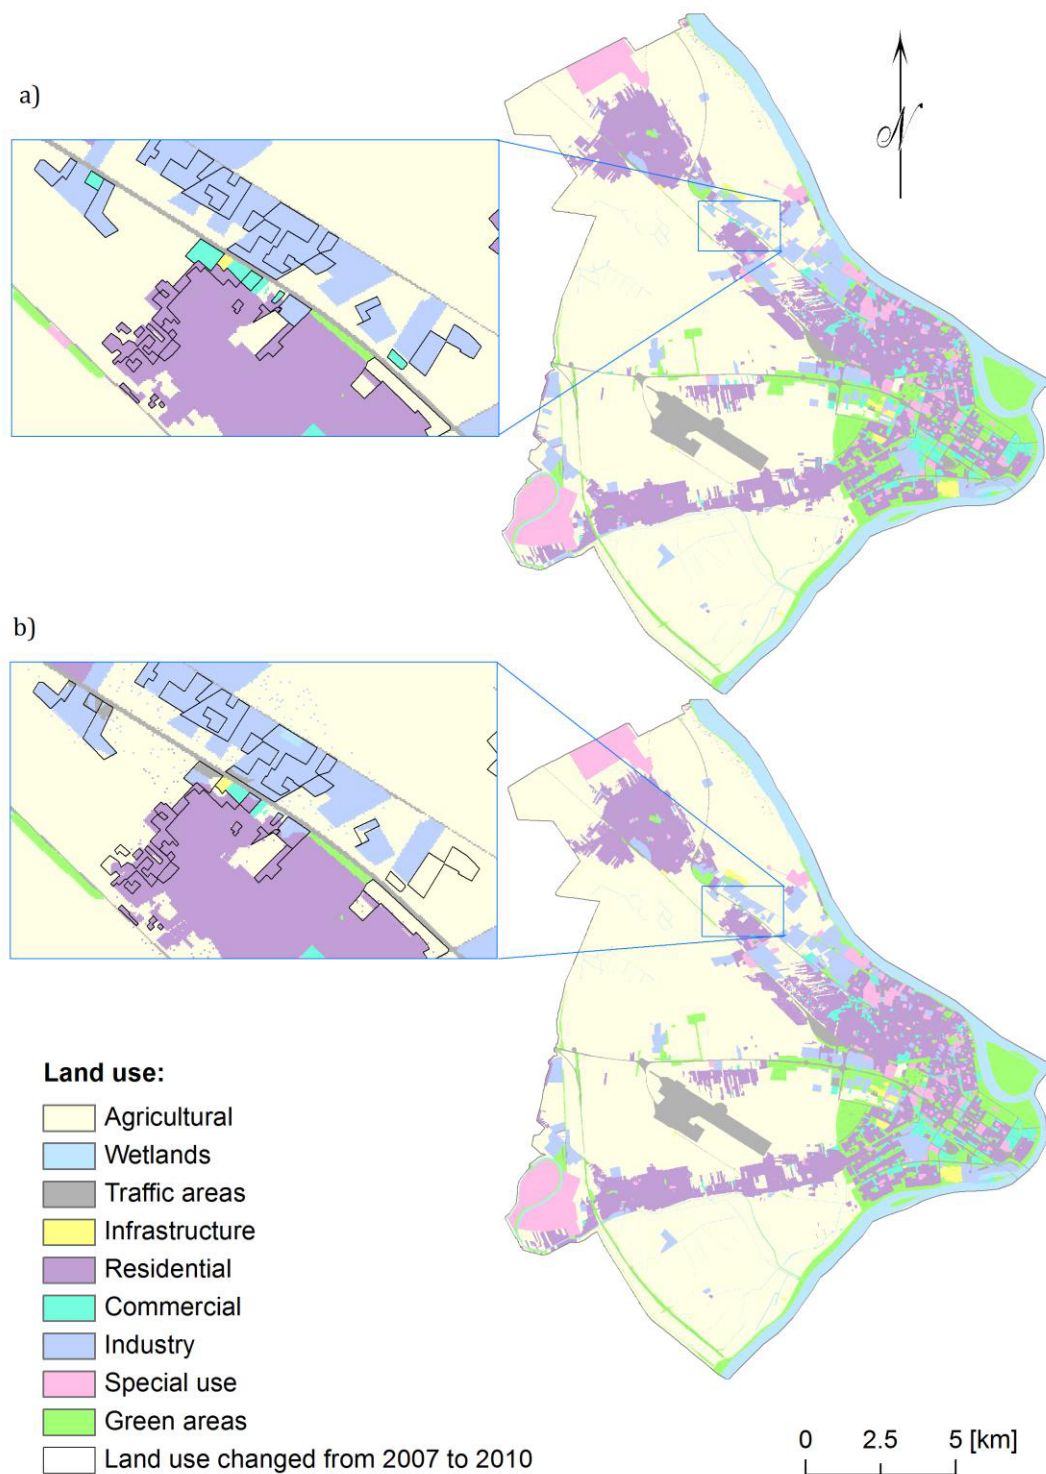 a)
N
b)
Land use:
Agricultural
Wetlands
Traffic areas
Infrastructure
Residential
Commercial
Industry
Special use
Green areas
Land use changed from 2007 to 2010
0 2.5 5 [km]